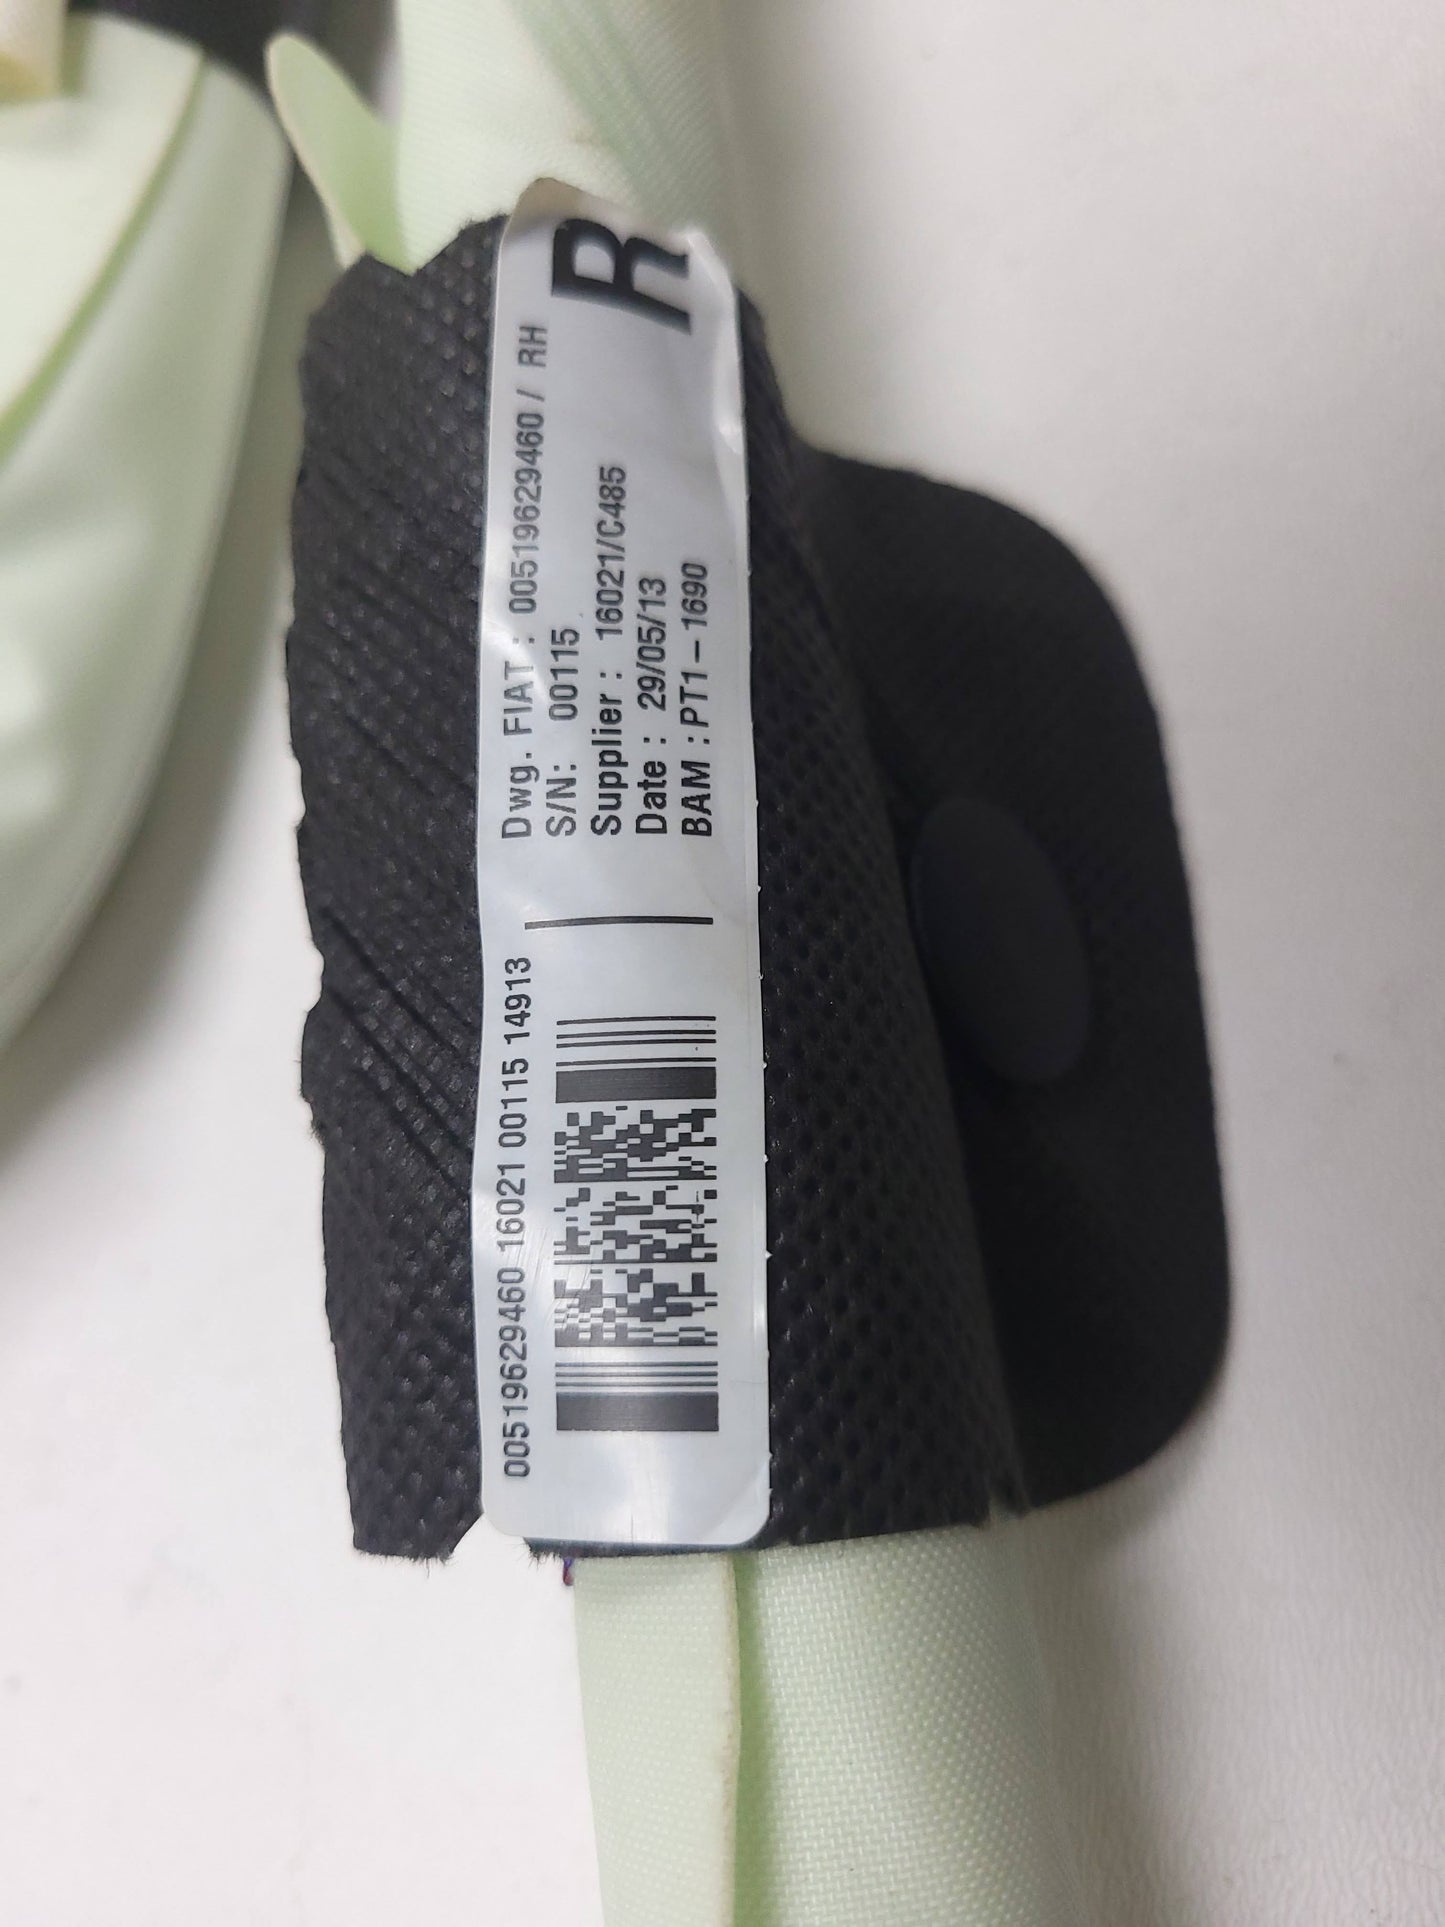 R
Dwg. FIAT : 00519629460 / RH
S/N: 00115
Supplier : 16021/C485
Date : 29/05/13
BAM : PT1-1690
00519629460 16021 00115 14913